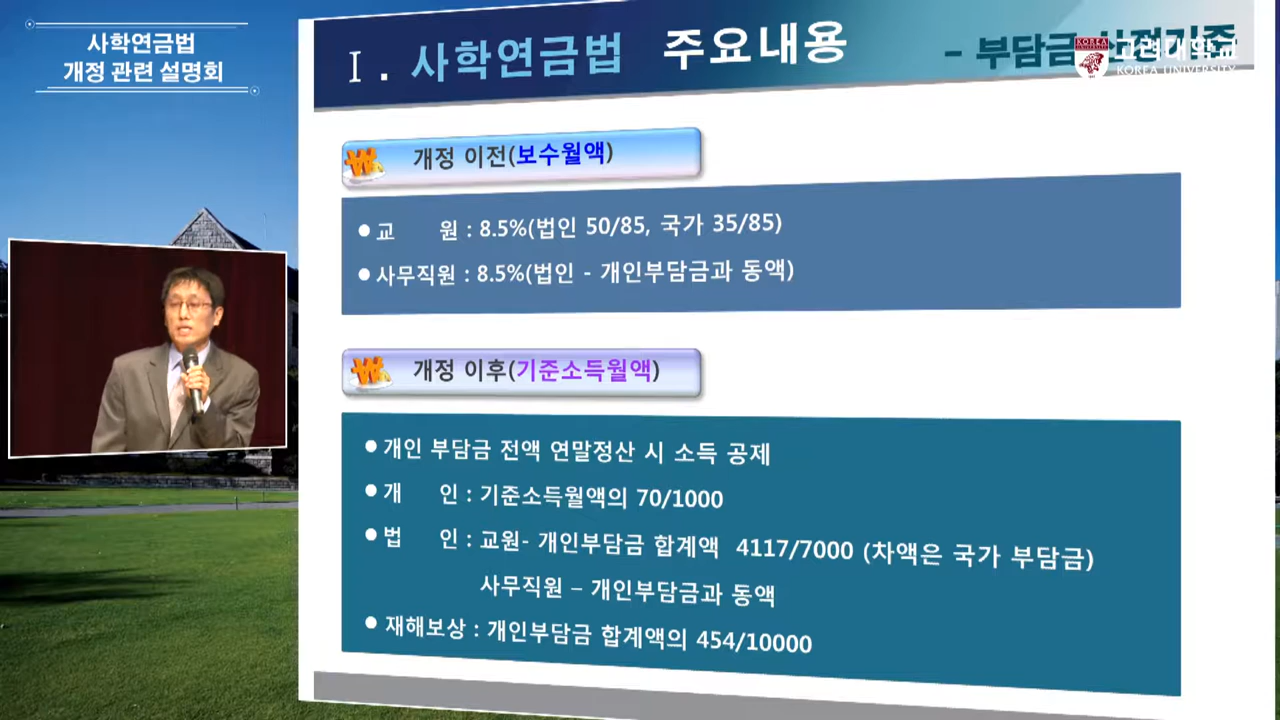 사학연금법
개정 관련 설명회
Ⅰ. 사학연금법 주요내용 - 부담금
KOREA
고려대학교
KOREA UNIVERSITY
개정 이전(보수월액)
● 교 원 : 8.5%(법인 50/85, 국가 35/85)
● 사무직원 : 8.5%(법인 - 개인부담금과 동액)
개정 이후(기준소득월액)
● 개인 부담금 전액 연말정산 시 소득 공제
● 개 인 : 기준소득월액의 70/1000
● 법 인 : 교원- 개인부담금 합계액 4117/7000 (차액은 국가 부담금)
사무직원 – 개인부담금과 동액
● 재해보상 : 개인부담금 합계액의 454/10000